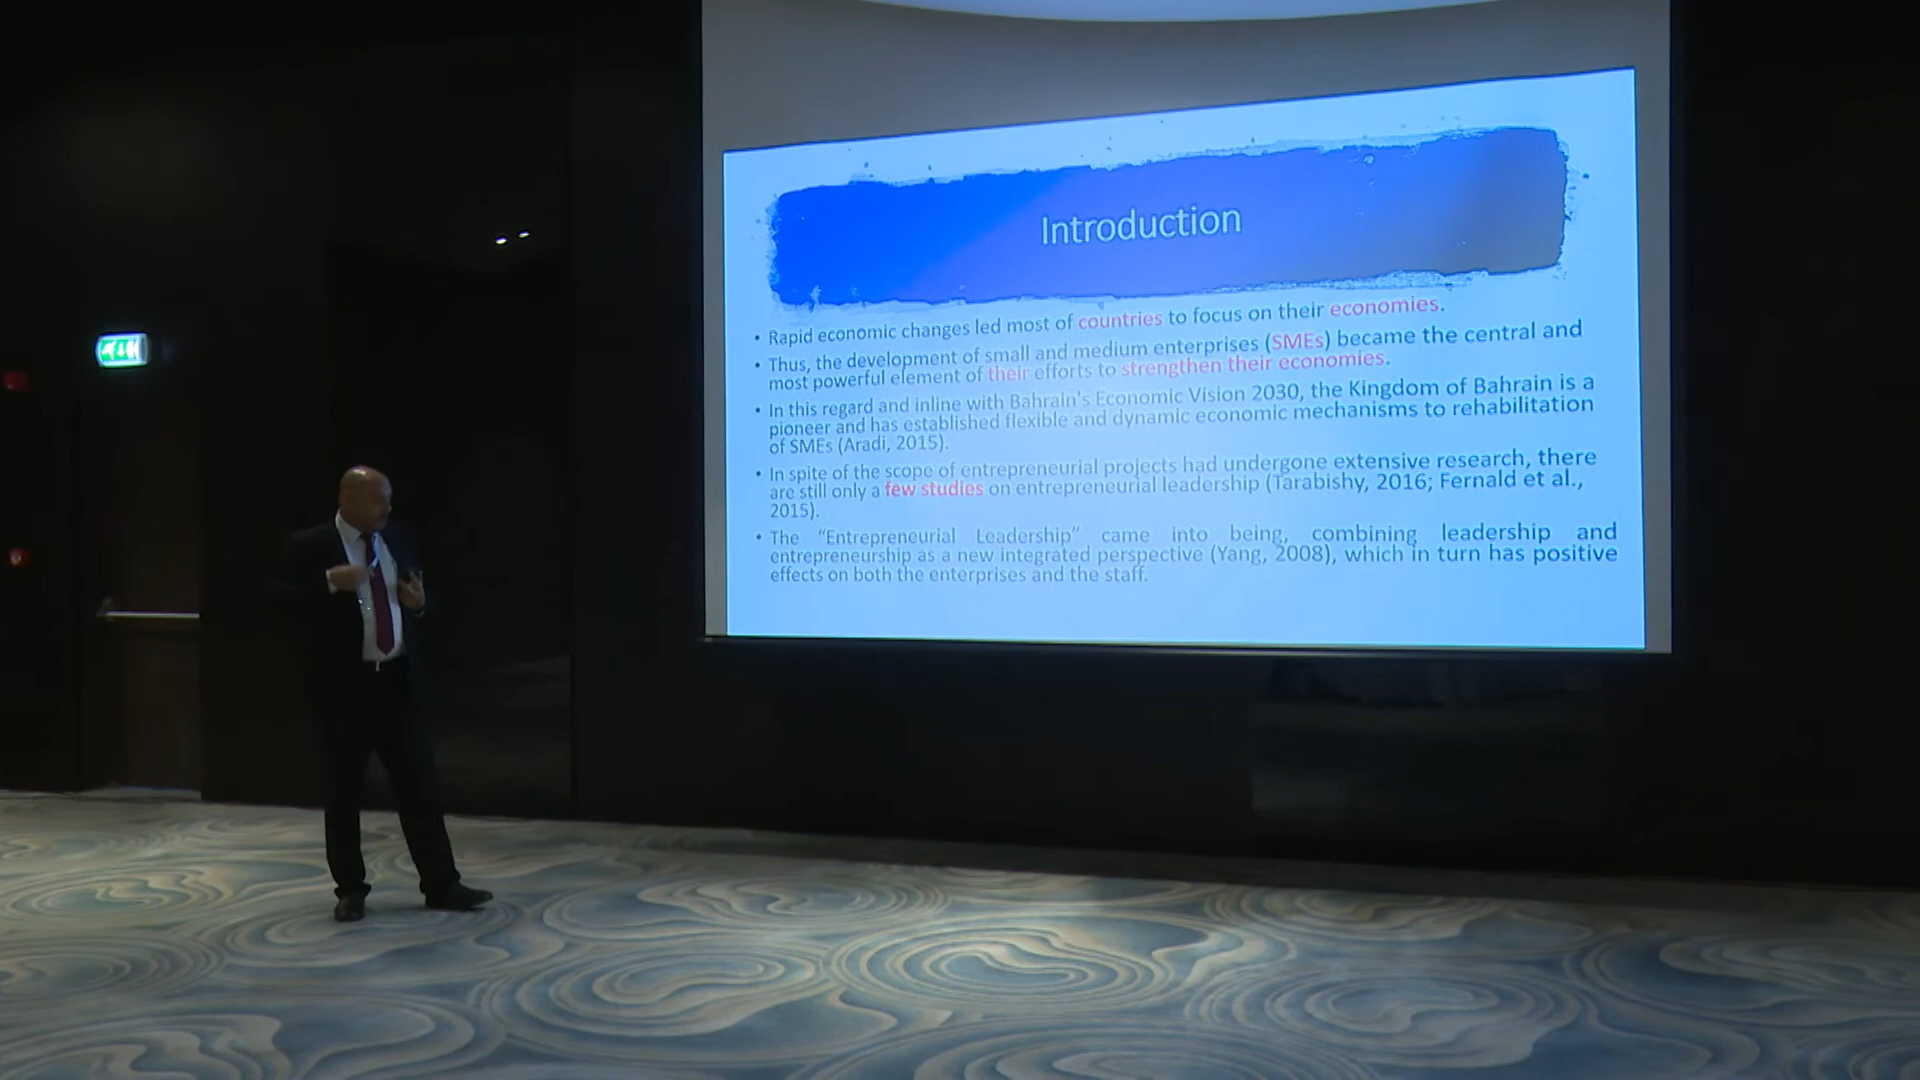 Introduction
• Rapid economic changes led most of countries to focus on their economies.
• Thus, the development of small and medium enterprises (SMEs) became the central and
most powerful element of their efforts to strengthen their economies.
• In this regard and inline with Bahrain's Economic Vision 2030, the Kingdom of Bahrain is a
pioneer and has established flexible and dynamic economic mechanisms to rehabilitation
of SMEs (Aradi, 2015).
• In spite of the scope of entrepreneurial projects had undergone extensive research, there
are still only a few studies on entrepreneurial leadership (Tarabishy, 2016; Fernald et al.,
2015).
• The “Entrepreneurial Leadership” came into being, combining leadership and
entrepreneurship as a new integrated perspective (Yang, 2008), which in turn has positive
effects on both the enterprises and the staff.